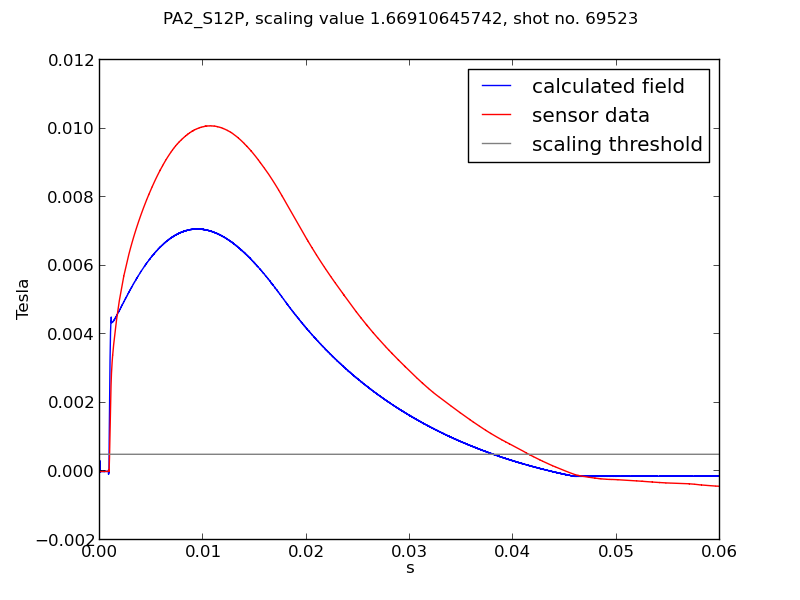 PA2_S12P, scaling value 1.66910645742, shot no. 69523
0.012
0.010
0.008
0.006
0.004
0.002
0.000
−0.002
Tesla
calculated field
sensor data
scaling threshold
0.00 0.01 0.02 0.03 0.04 0.05 0.06
s